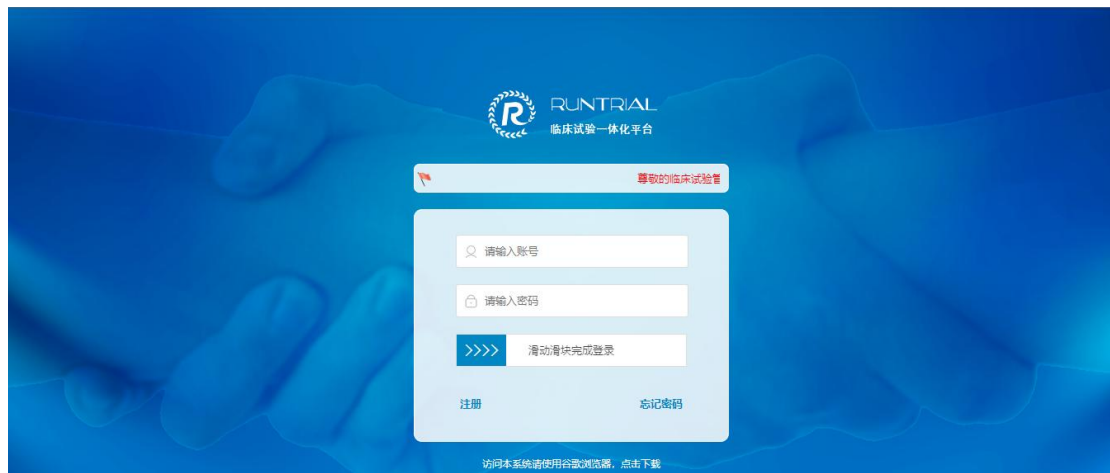 R
RUNTRIAL
临床试验一体化平台
尊敬的临床试验
请输入账号
请输入密码
>>>> 滑动滑块完成登录
注册 忘记密码
访问本系统请使用谷歌浏览器，点击下载